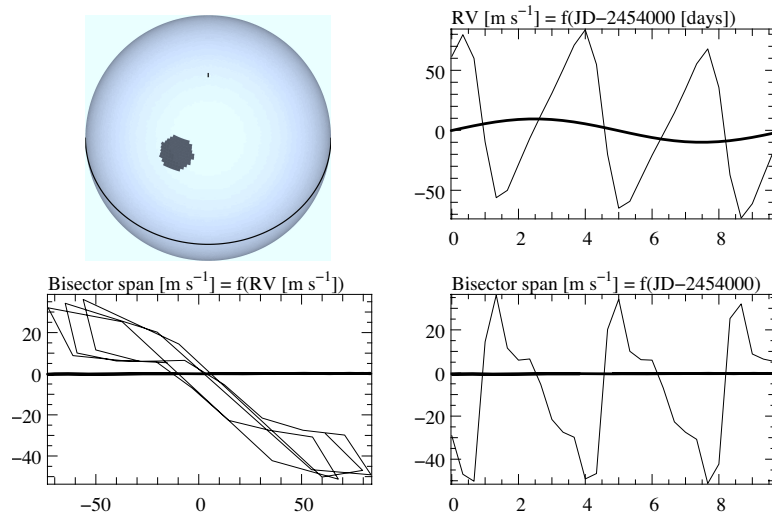 RV [m s⁻¹] = f(JD−2454000 [days])
50
0
−50
0 2 4 6 8
Bisector span [m s⁻¹] = f(RV [m s⁻¹])
20
0
−20
−40
−50 0 50
Bisector span [m s⁻¹] = f(JD−2454000)
20
0
−20
−40
0 2 4 6 8